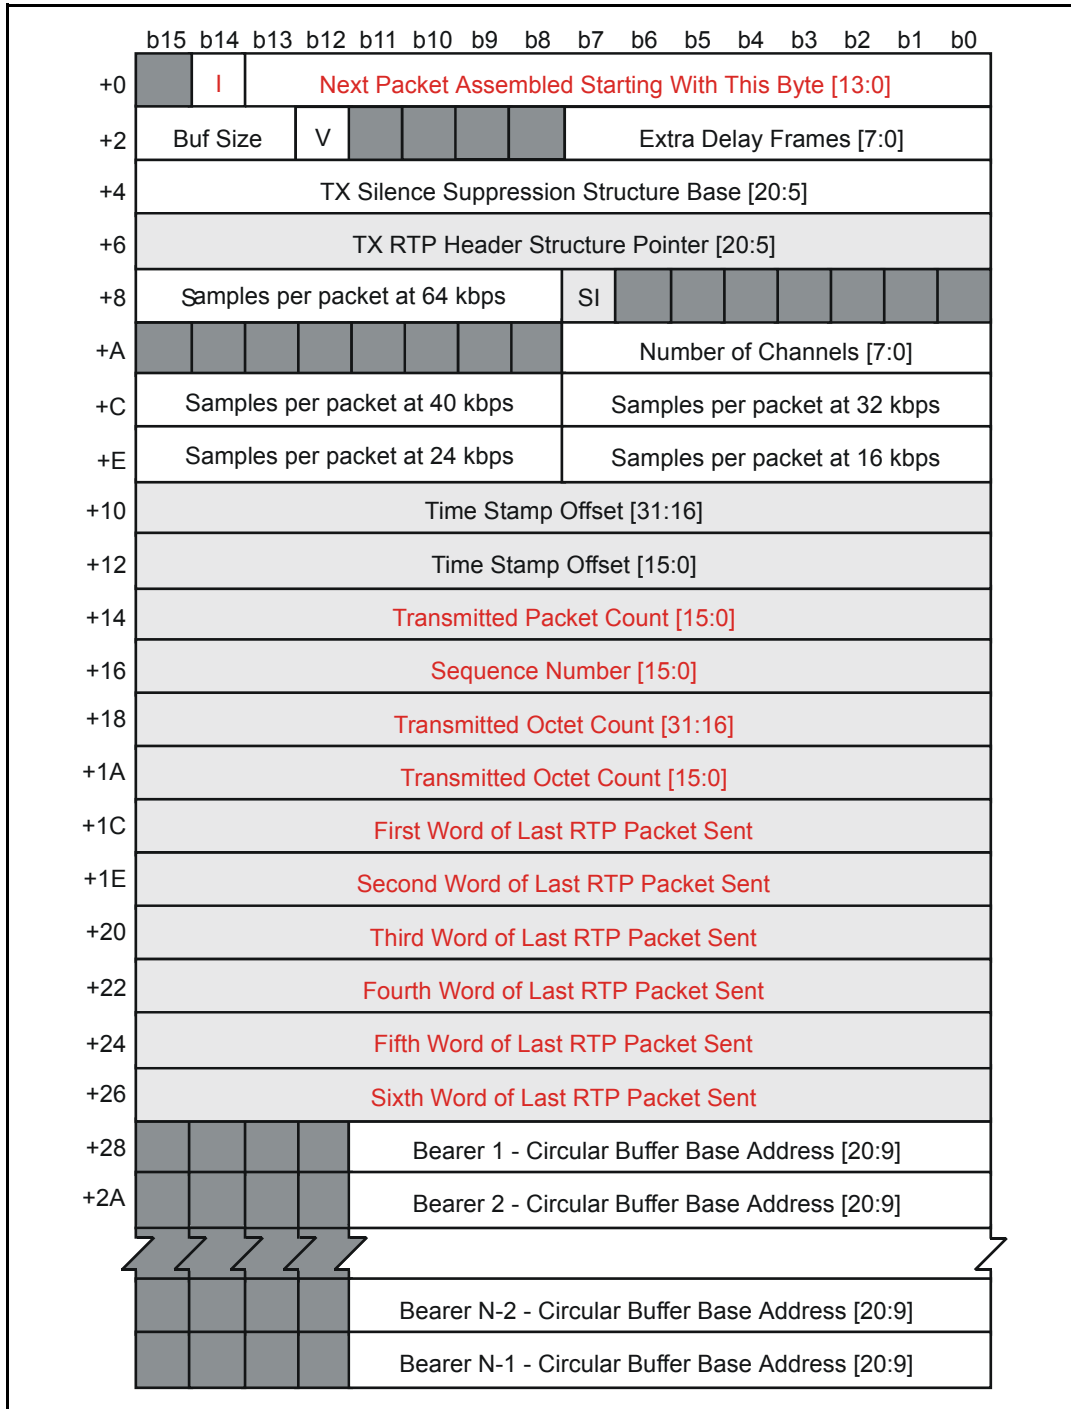 b15 b14 b13 b12 b11 b10 b9 b8 b7 b6 b5 b4 b3 b2 b1 b0
+0 I Next Packet Assembled Starting With This Byte [13:0]
+2 Buf Size V Extra Delay Frames [7:0]
+4 TX Silence Suppression Structure Base [20:5]
+6 TX RTP Header Structure Pointer [20:5]
+8 Samples per packet at 64 kbps SI
+A Number of Channels [7:0]
+C Samples per packet at 40 kbps Samples per packet at 32 kbps
+E Samples per packet at 24 kbps Samples per packet at 16 kbps
+10 Time Stamp Offset [31:16]
+12 Time Stamp Offset [15:0]
+14 Transmitted Packet Count [15:0]
+16 Sequence Number [15:0]
+18 Transmitted Octet Count [31:16]
+1A Transmitted Octet Count [15:0]
+1C First Word of Last RTP Packet Sent
+1E Second Word of Last RTP Packet Sent
+20 Third Word of Last RTP Packet Sent
+22 Fourth Word of Last RTP Packet Sent
+24 Fifth Word of Last RTP Packet Sent
+26 Sixth Word of Last RTP Packet Sent
+28 Bearer 1 - Circular Buffer Base Address [20:9]
+2A Bearer 2 - Circular Buffer Base Address [20:9]
Bearer N-2 - Circular Buffer Base Address [20:9]
Bearer N-1 - Circular Buffer Base Address [20:9]